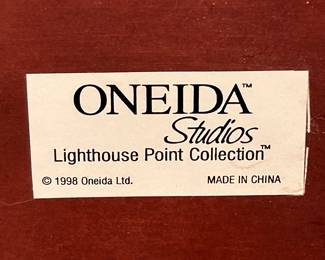 ONEIDA™
Studios
Lighthouse Point Collection™
© 1998 Oneida Ltd. MADE IN CHINA